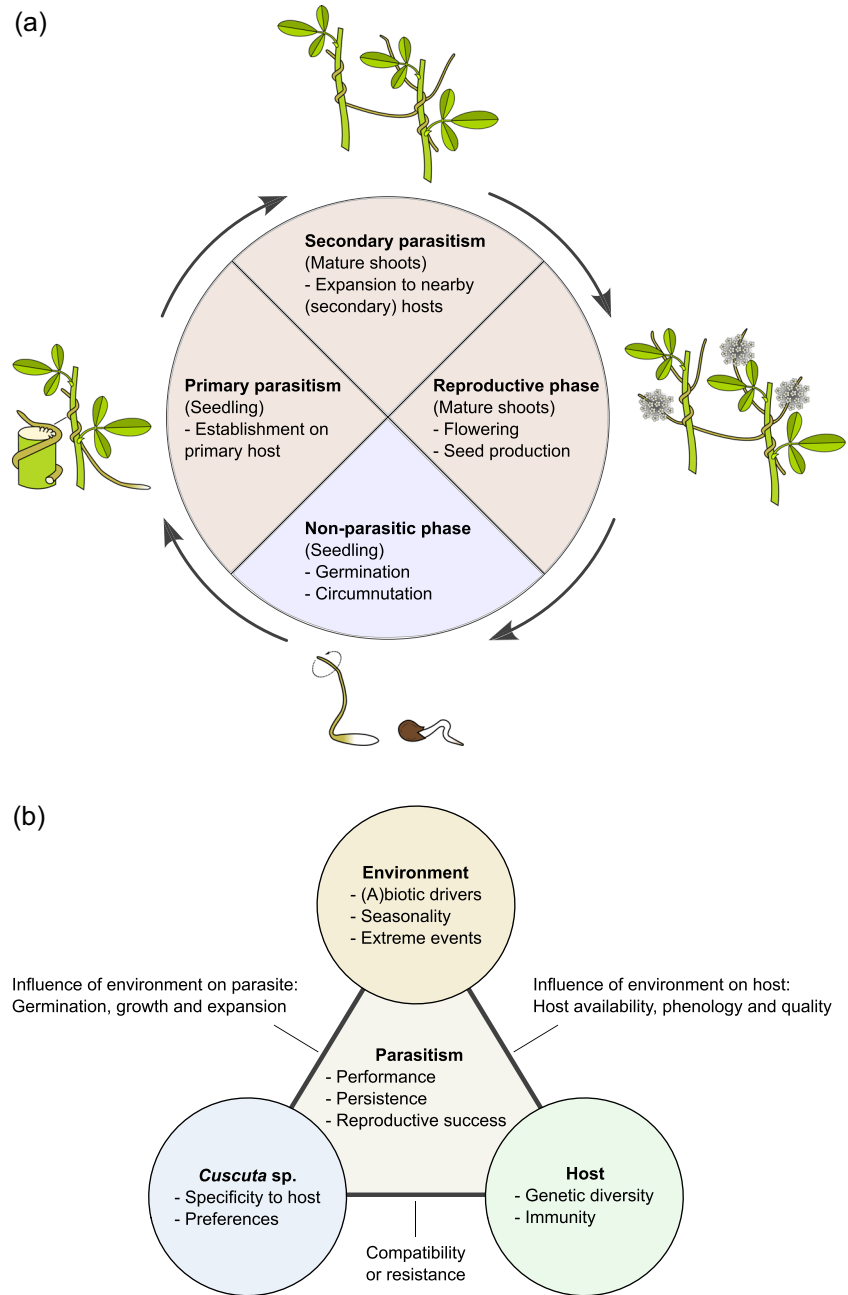 (a)
Secondary parasitism
(Mature shoots)
- Expansion to nearby
(secondary) hosts
Primary parasitism
(Seedling)
- Establishment on
primary host
Reproductive phase
(Mature shoots)
- Flowering
- Seed production
Non-parasitic phase
(Seedling)
- Germination
- Circumnutation
(b)
Environment
- (A)biotic drivers
- Seasonality
- Extreme events
Influence of environment on parasite:
Germination, growth and expansion
Influence of environment on host:
Host availability, phenology and quality
Parasitism
- Performance
- Persistence
- Reproductive success
Cuscuta sp.
- Specificity to host
- Preferences
Host
- Genetic diversity
- Immunity
Compatibility
or resistance